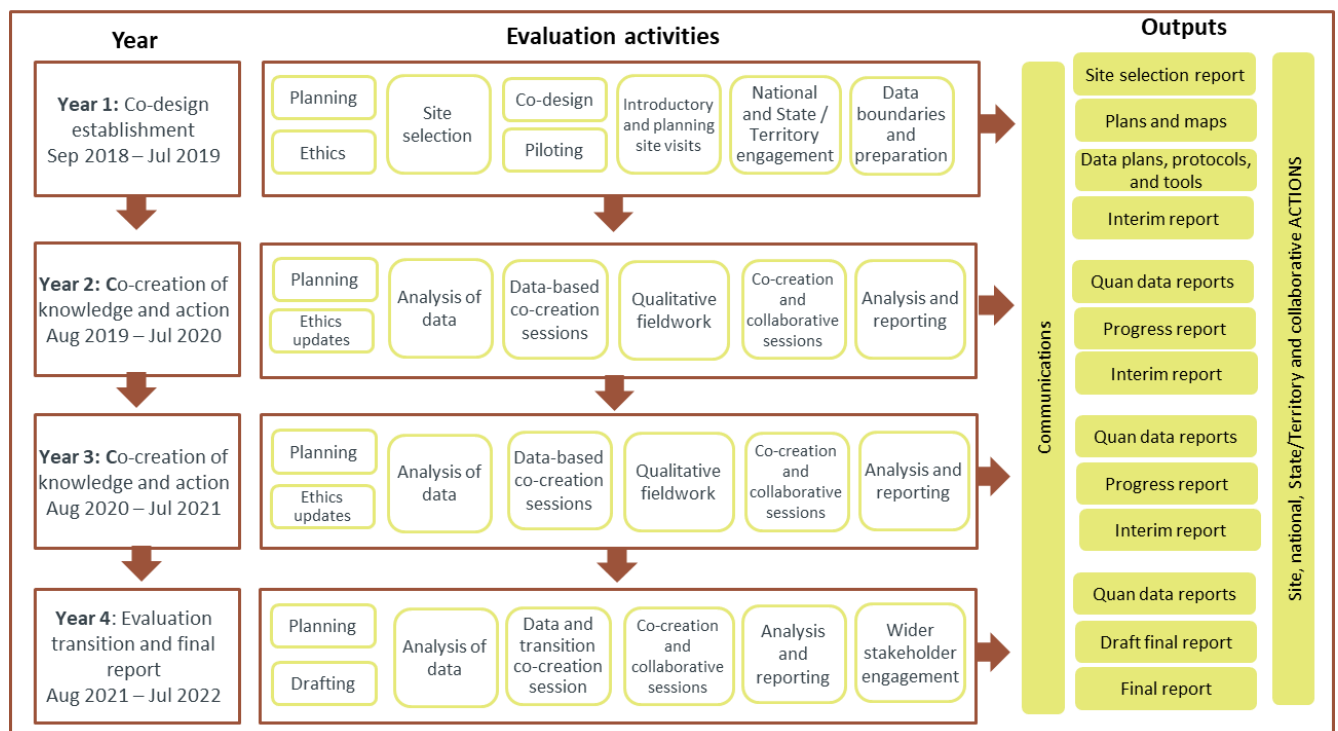 Year
Evaluation activities
Outputs
Year 1: Co-design
establishment
Sep 2018 – Jul 2019
Planning
Ethics
Site
selection
Co-design
Piloting
Introductory
and planning
site visits
National
and State /
Territory
engagement
Data
boundaries
and
preparation
Year 2: Co-creation of
knowledge and action
Aug 2019 – Jul 2020
Planning
Ethics
updates
Analysis of
data
Data-based
co-creation
sessions
Qualitative
fieldwork
Co-creation
and
collaborative
sessions
Analysis and
reporting
Year 3: Co-creation of
knowledge and action
Aug 2020 – Jul 2021
Planning
Ethics
updates
Analysis of
data
Data-based
co-creation
sessions
Qualitative
fieldwork
Co-creation
and
collaborative
sessions
Analysis and
reporting
Year 4: Evaluation
transition and final
report
Aug 2021 – Jul 2022
Planning
Drafting
Analysis of
data
Data and
transition
co-creation
session
Co-creation
and
collaborative
sessions
Analysis
and
reporting
Wider
stakeholder
engagement
Communications
Site selection report
Plans and maps
Data plans, protocols,
and tools
Interim report
Quan data reports
Progress report
Interim report
Quan data reports
Progress report
Interim report
Quan data reports
Draft final report
Final report
Site, national, State/Territory and collaborative ACTIONS